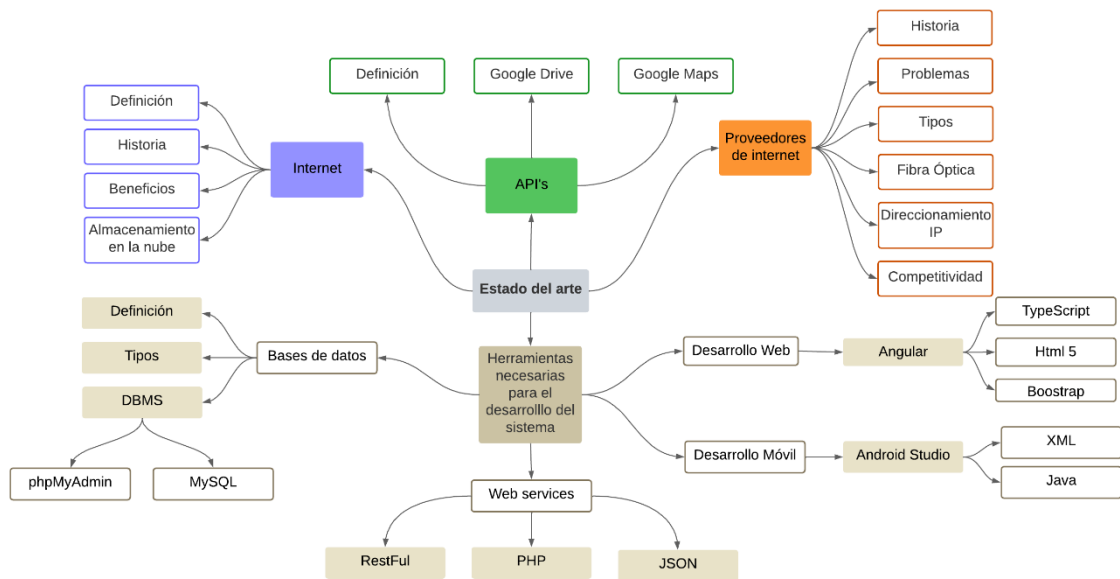 Historia
Definición
Google Drive
Google Maps
Problemas
Definición
Tipos
Proveedores
de internet
Historia
Internet
API's
Fibra Óptica
Beneficios
Direccionamiento
IP
Almacenamiento
en la nube
Competitividad
Estado del arte
Definición
TypeScript
Tipos
Bases de datos
Herramientas
necesarias
para el
desarrolllo del
sistema
Desarrollo Web
Angular
Html 5
DBMS
Boostrap
phpMyAdmin
MySQL
Desarrollo Móvil
Android Studio
XML
Java
Web services
RestFul
PHP
JSON